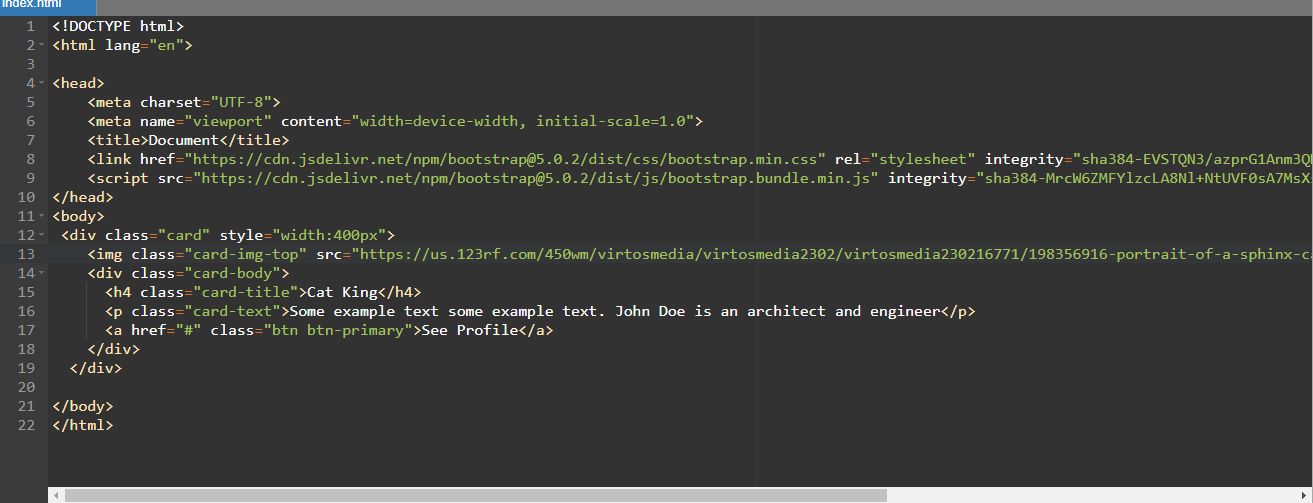 index.html
1 <!DOCTYPE html>
2 <html lang="en">
3
4 <head>
5 <meta charset="UTF-8">
6 <meta name="viewport" content="width=device-width, initial-scale=1.0">
7 <title>Document</title>
8 <link href="https://cdn.jsdelivr.net/npm/bootstrap@5.0.2/dist/css/bootstrap.min.css" rel="stylesheet" integrity="sha384-EVSTQN3/azprG1Anm3Q
9 <script src="https://cdn.jsdelivr.net/npm/bootstrap@5.0.2/dist/js/bootstrap.bundle.min.js" integrity="sha384-MrcW6ZMFYlzcLA8Nl+NtUVF0sA7MsX
10 </head>
11 <body>
12 <div class="card" style="width:400px">
13 <img class="card-img-top" src="https://us.123rf.com/450wm/virtosmedia/virtosmedia2302/virtosmedia230216771/198356916-portrait-of-a-sphinx-c
14 <div class="card-body">
15 <h4 class="card-title">Cat King</h4>
16 <p class="card-text">Some example text some example text. John Doe is an architect and engineer</p>
17 <a href="#" class="btn btn-primary">See Profile</a>
18 </div>
19 </div>
20
21 </body>
22 </html>